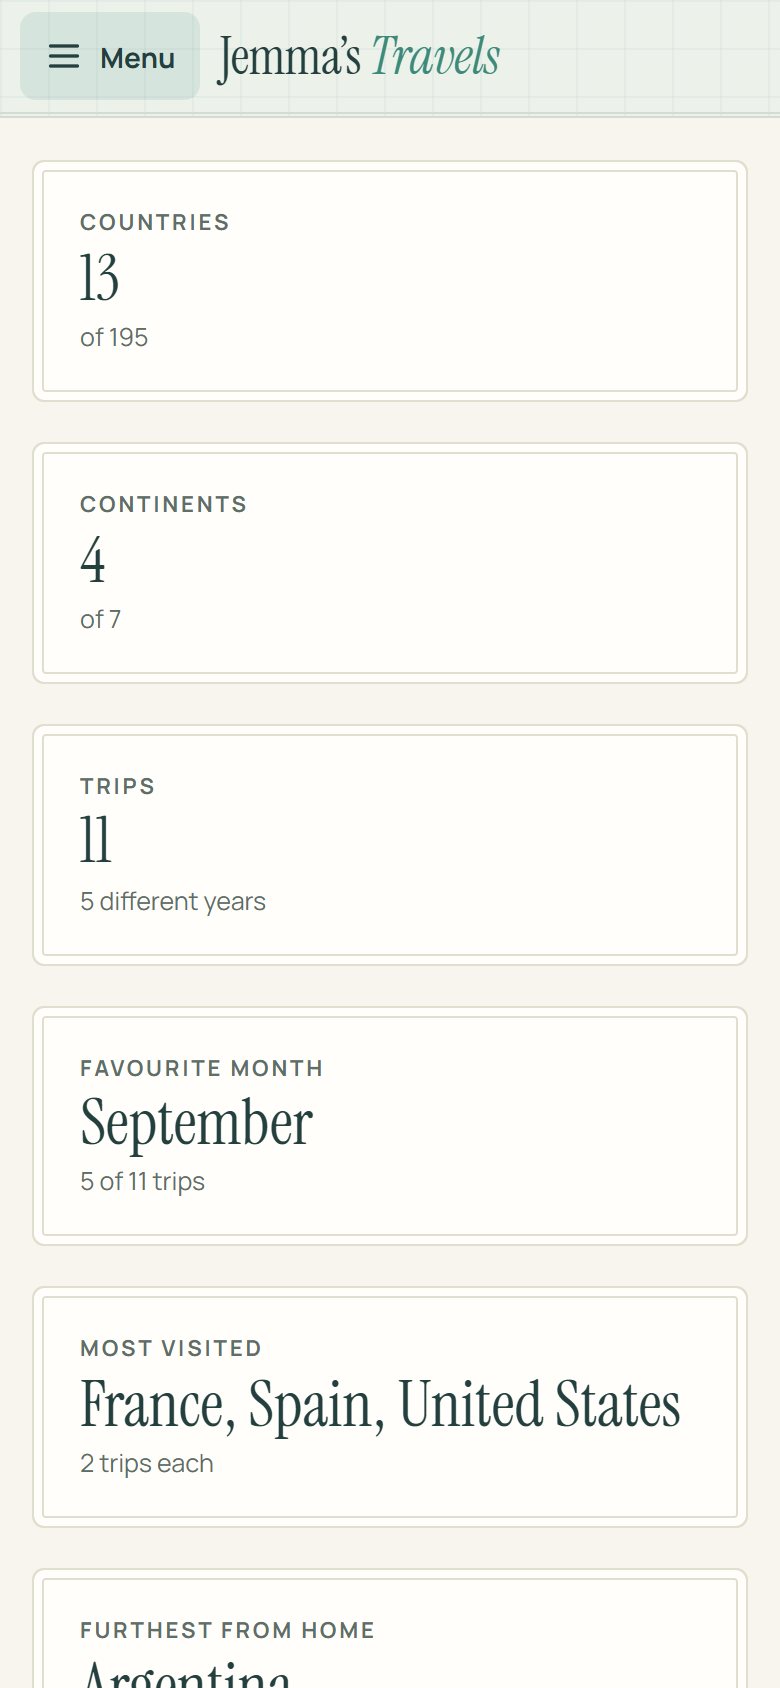 Menu
Jemma’s Travels
COUNTRIES
13
of 195
CONTINENTS
4
of 7
TRIPS
11
5 different years
FAVOURITE MONTH
September
5 of 11 trips
MOST VISITED
France, Spain, United States
2 trips each
FURTHEST FROM HOME
Argentina